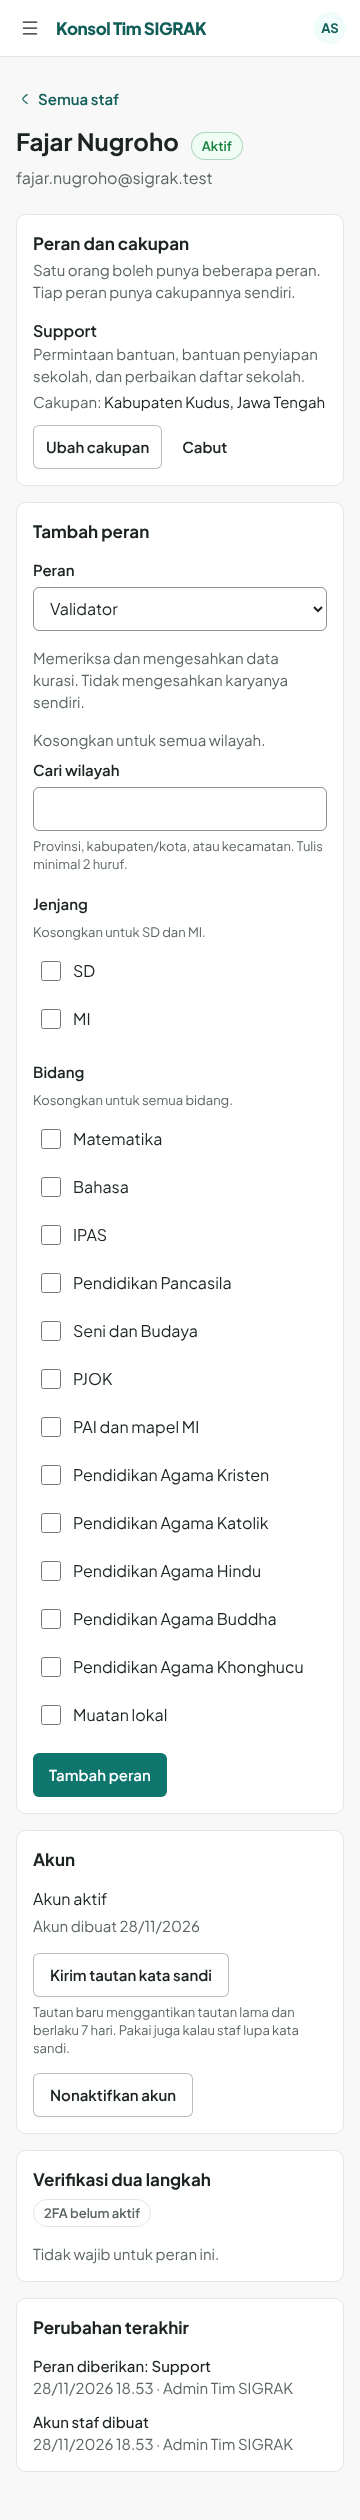 Konsol Tim SIGRAK
AS
Semua staf
Fajar Nugroho
Aktif
fajar.nugroho@sigrak.test
Peran dan cakupan
Satu orang boleh punya beberapa peran.
Tiap peran punya cakupannya sendiri.
Support
Permintaan bantuan, bantuan penyiapan
sekolah, dan perbaikan daftar sekolah.
Cakupan: Kabupaten Kudus, Jawa Tengah
Ubah cakupan
Cabut
Tambah peran
Peran
Validator
Memeriksa dan mengesahkan data
kurasi. Tidak mengesahkan karyanya
sendiri.
Kosongkan untuk semua wilayah.
Cari wilayah
Provinsi, kabupaten/kota, atau kecamatan. Tulis
minimal 2 huruf.
Jenjang
Kosongkan untuk SD dan MI.
SD
MI
Bidang
Kosongkan untuk semua bidang.
Matematika
Bahasa
IPAS
Pendidikan Pancasila
Seni dan Budaya
PJOK
PAI dan mapel MI
Pendidikan Agama Kristen
Pendidikan Agama Katolik
Pendidikan Agama Hindu
Pendidikan Agama Buddha
Pendidikan Agama Khonghucu
Muatan lokal
Tambah peran
Akun
Akun aktif
Akun dibuat 28/11/2026
Kirim tautan kata sandi
Tautan baru menggantikan tautan lama dan
berlaku 7 hari. Pakai juga kalau staf lupa kata
sandi.
Nonaktifkan akun
Verifikasi dua langkah
2FA belum aktif
Tidak wajib untuk peran ini.
Perubahan terakhir
Peran diberikan: Support
28/11/2026 18.53 · Admin Tim SIGRAK
Akun staf dibuat
28/11/2026 18.53 · Admin Tim SIGRAK